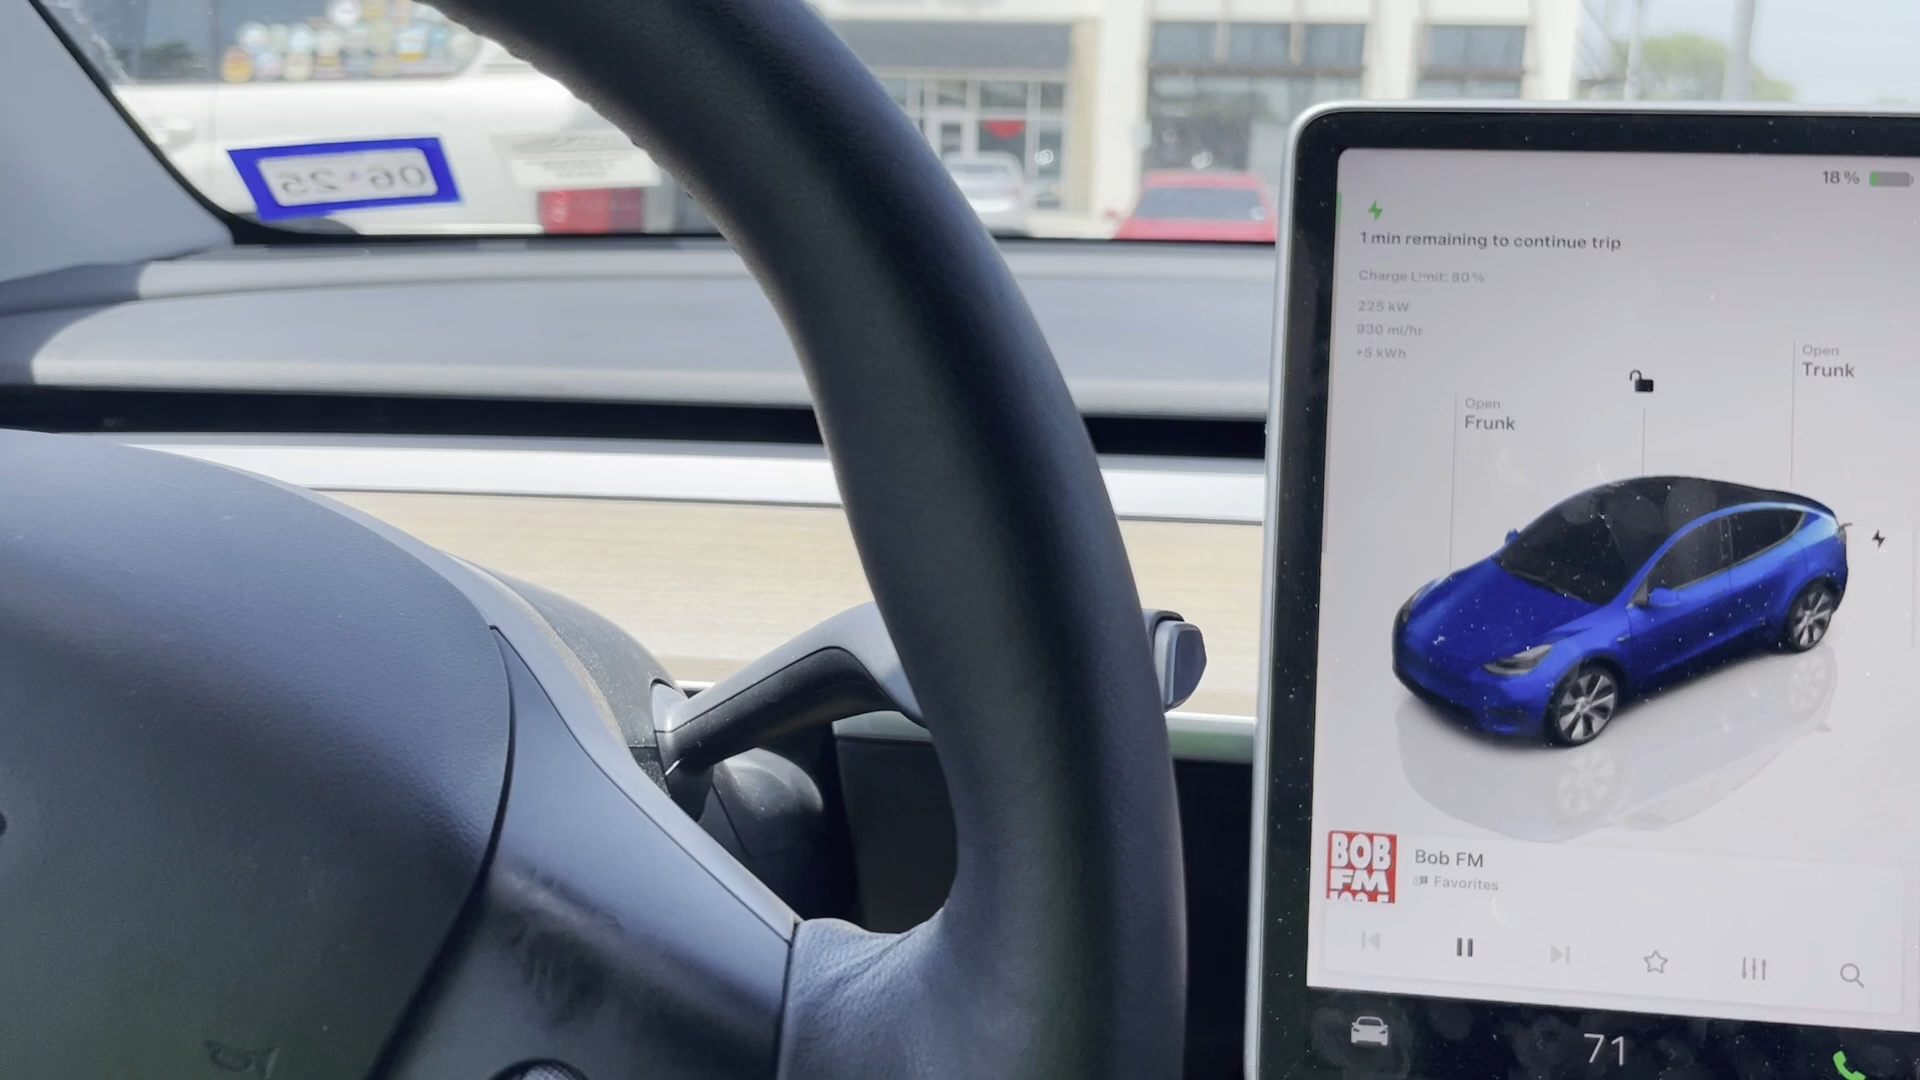 06 25
18 %
1 min remaining to continue trip
Charge Limit: 80 %
225 kW
930 mi/hr
+5 kWh
Open
Trunk
Open
Frunk
BOB
FM
Bob FM
Favorites
71